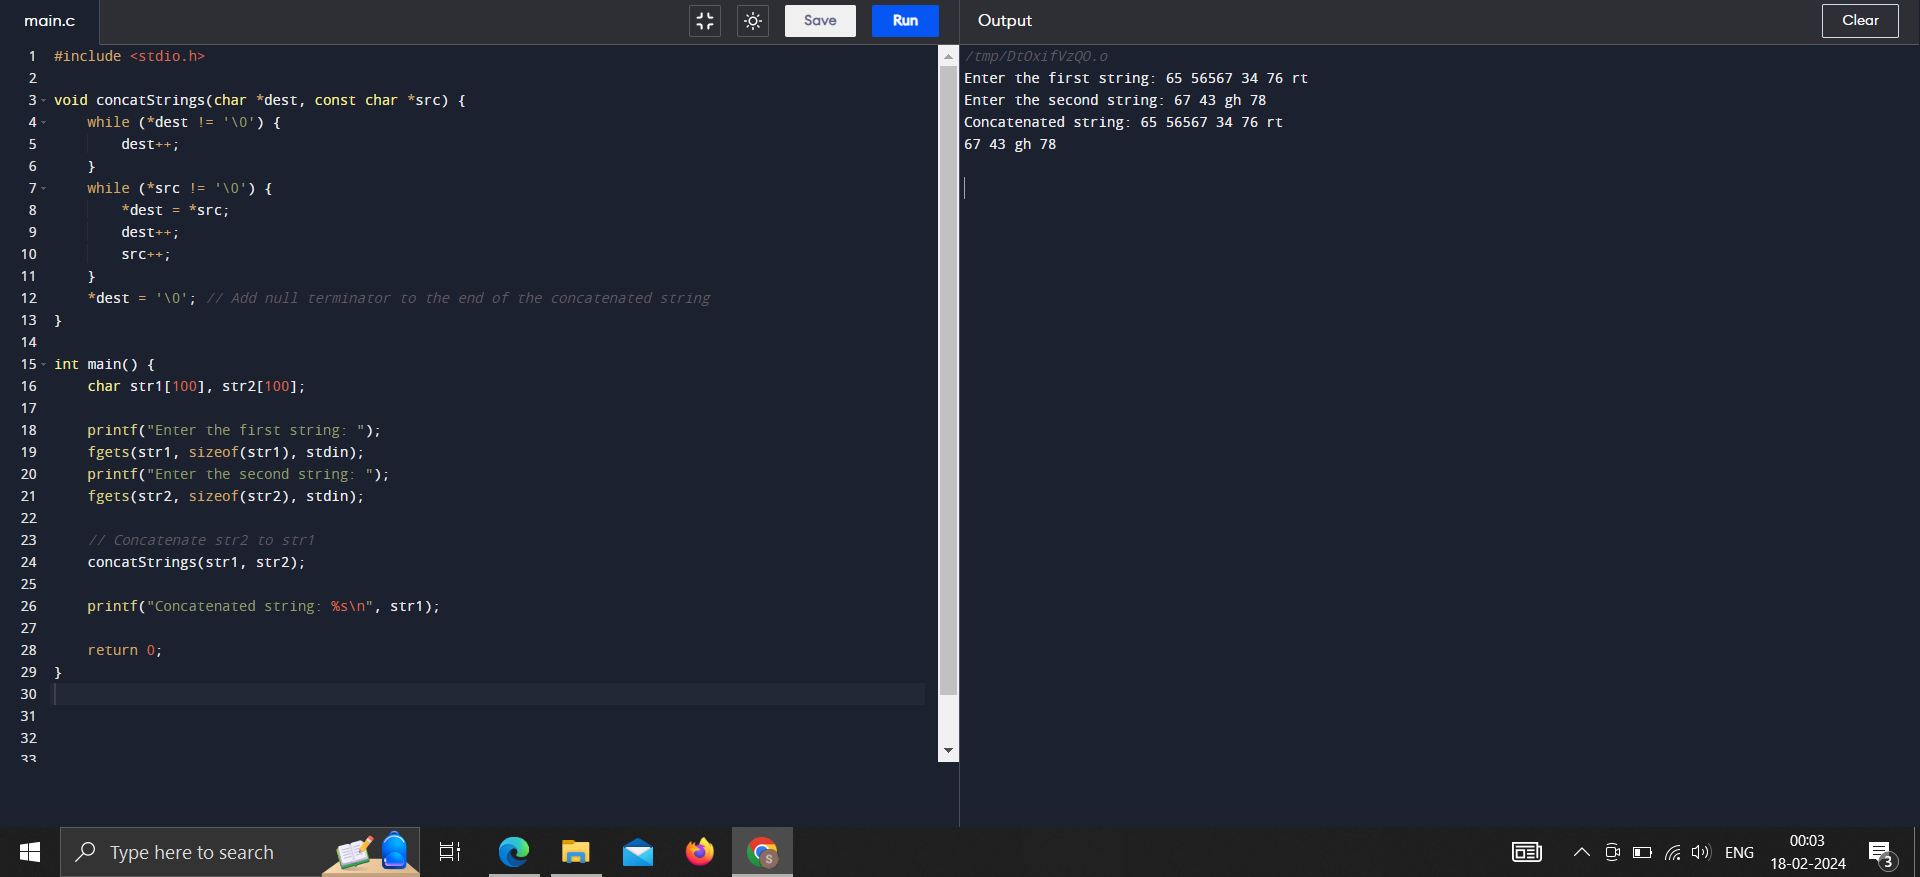 main.c
Save
Run
Output
Clear
1 #include <stdio.h>
2
3 void concatStrings(char *dest, const char *src) {
4     while (*dest != '\0') {
5         dest++;
6     }
7     while (*src != '\0') {
8         *dest = *src;
9         dest++;
10         src++;
11     }
12     *dest = '\0'; // Add null terminator to the end of the concatenated string
13 }
14
15 int main() {
16     char str1[100], str2[100];
17
18     printf("Enter the first string: ");
19     fgets(str1, sizeof(str1), stdin);
20     printf("Enter the second string: ");
21     fgets(str2, sizeof(str2), stdin);
22
23     // Concatenate str2 to str1
24     concatStrings(str1, str2);
25
26     printf("Concatenated string: %s\n", str1);
27
28     return 0;
29 }
30
31
32
33
/tmp/DtOxifVzQO.o
Enter the first string: 65 56567 34 76 rt
Enter the second string: 67 43 gh 78
Concatenated string: 65 56567 34 76 rt
67 43 gh 78
Type here to search
S
ENG
00:03
18-02-2024
3